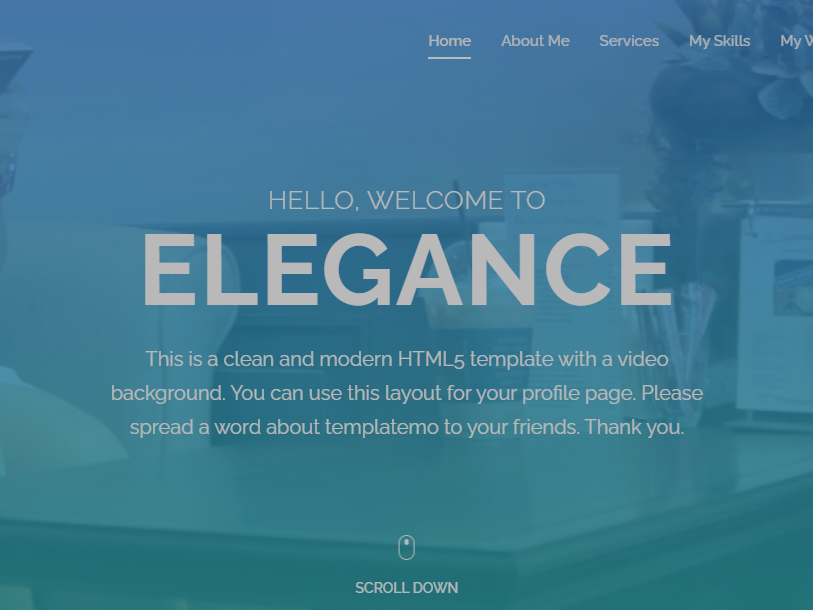 Home About Me Services My Skills My
HELLO, WELCOME TO
ELEGANCE
This is a clean and modern HTML5 template with a video
background. You can use this layout for your profile page. Please
spread a word about templatemo to your friends. Thank you.
SCROLL DOWN